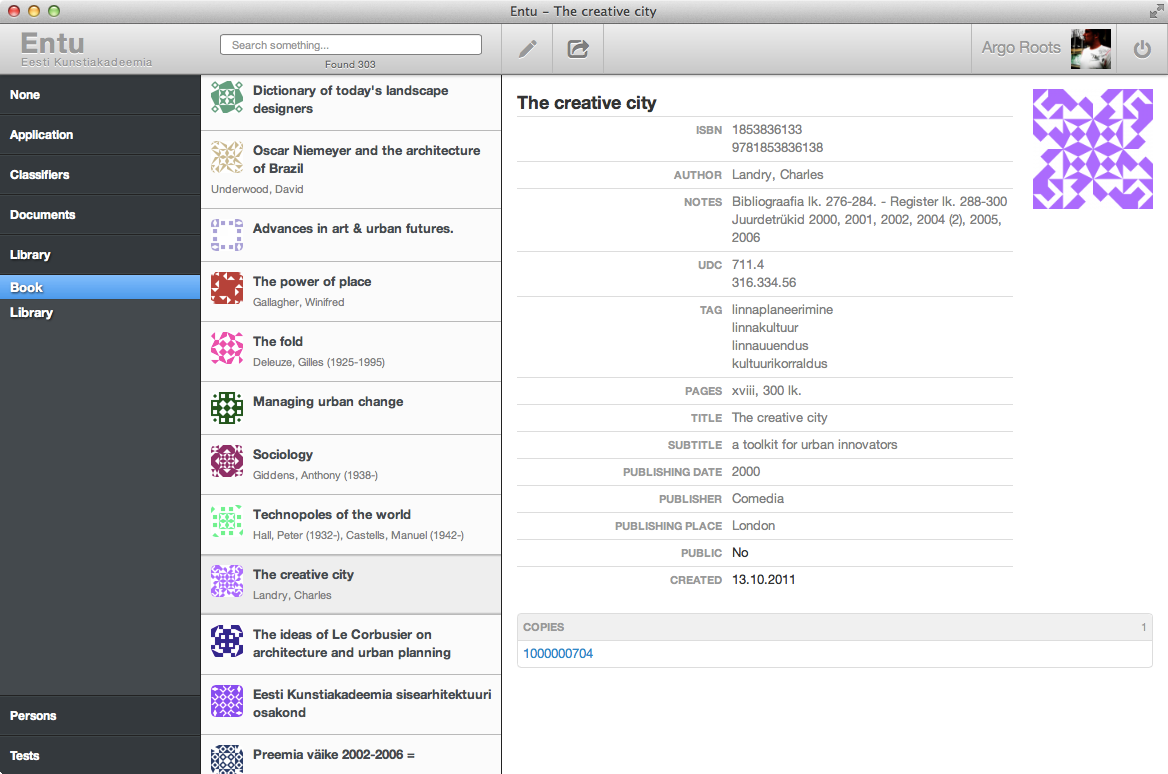 Entu – The creative city
Entu
Eesti Kunstiakadeemia
Search something...
Found 303
Argo Roots
None
Application
Classifiers
Documents
Library
Book
Library
Persons
Tests
Dictionary of today's landscape
designers
Oscar Niemeyer and the architecture
of Brazil
Underwood, David
Advances in art & urban futures.
The power of place
Gallagher, Winifred
The fold
Deleuze, Gilles (1925-1995)
Managing urban change
Sociology
Giddens, Anthony (1938-)
Technopoles of the world
Hall, Peter (1932-), Castells, Manuel (1942-)
The creative city
Landry, Charles
The ideas of Le Corbusier on
architecture and urban planning
Eesti Kunstiakadeemia sisearhitektuuri
osakond
Preemia väike 2002-2006 =
The creative city
ISBN 1853836133
9781853836138
AUTHOR Landry, Charles
NOTES Bibliograafia lk. 276-284. - Register lk. 288-300
Juurdetrükid 2000, 2001, 2002, 2004 (2), 2005,
2006
UDC 711.4
316.334.56
TAG linnaplaneerimine
linnakultuur
linnauuendus
kultuurikorraldus
PAGES xviii, 300 lk.
TITLE The creative city
SUBTITLE a toolkit for urban innovators
PUBLISHING DATE 2000
PUBLISHER Comedia
PUBLISHING PLACE London
PUBLIC No
CREATED 13.10.2011
COPIES 1
1000000704